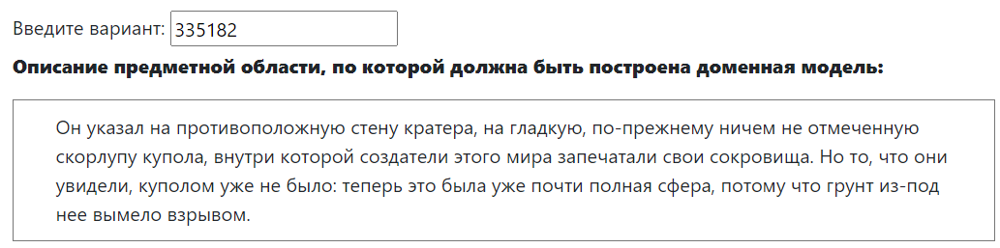 Введите вариант: 335182
Описание предметной области, по которой должна быть построена доменная модель:
Он указал на противоположную стену кратера, на гладкую, по-прежнему ничем не отмеченную
скорлупу купола, внутри которой создатели этого мира запечатали свои сокровища. Но то, что они
увидели, куполом уже не было: теперь это была уже почти полная сфера, потому что грунт из-под
нее вымело взрывом.